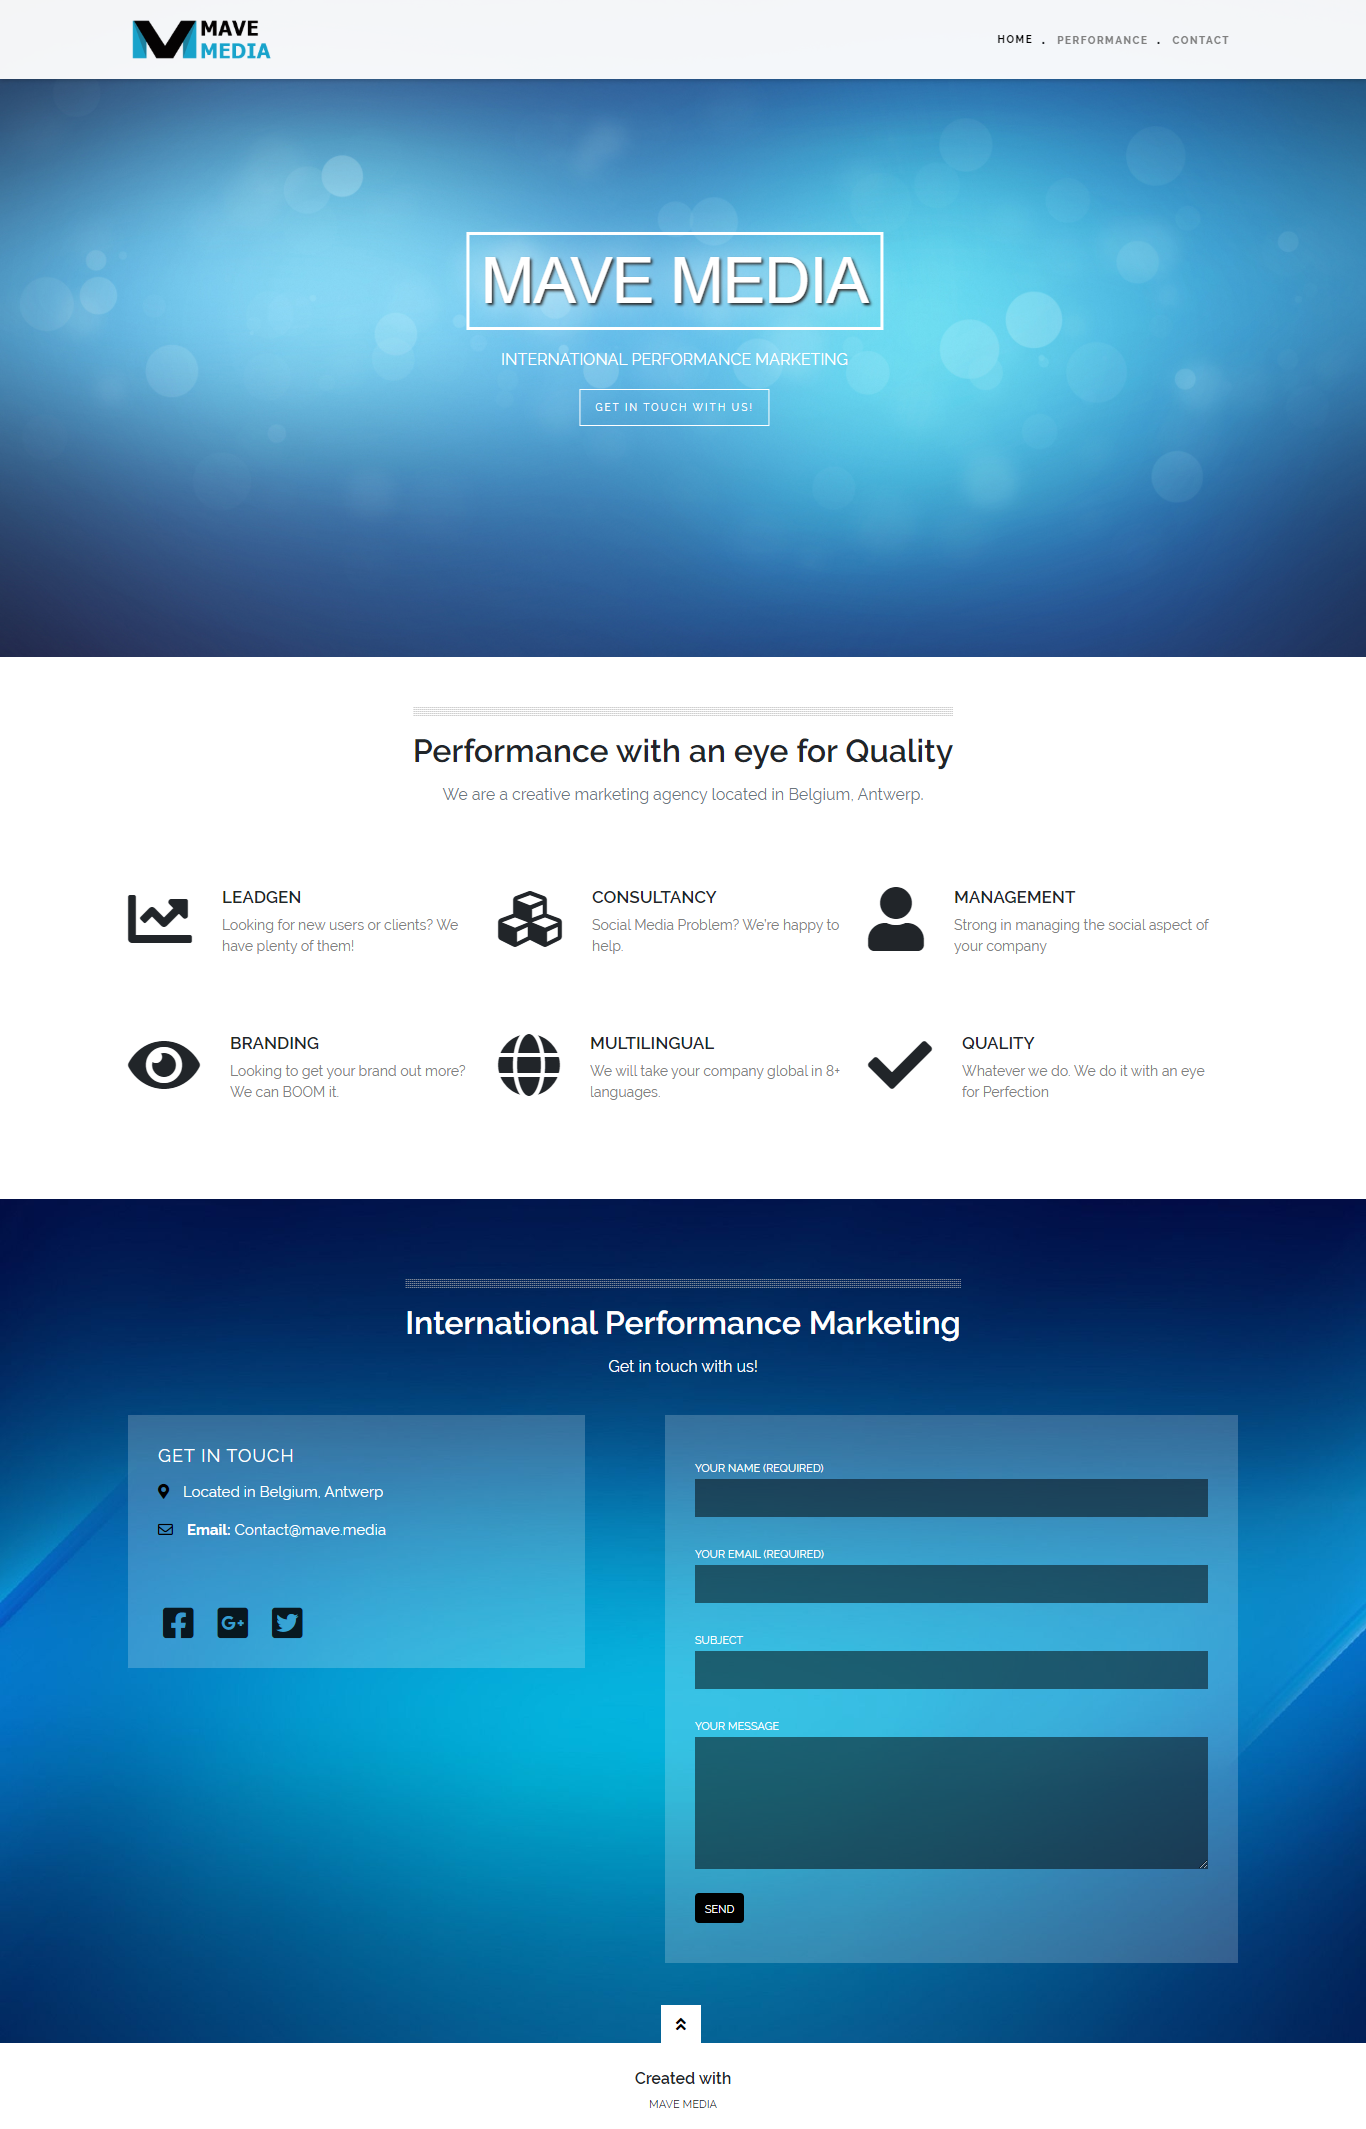 MAVE
MEDIA
HOME . PERFORMANCE . CONTACT
MAVE MEDIA
INTERNATIONAL PERFORMANCE MARKETING
GET IN TOUCH WITH US!
Performance with an eye for Quality
We are a creative marketing agency located in Belgium, Antwerp.
LEADGEN
Looking for new users or clients? We
have plenty of them!
CONSULTANCY
Social Media Problem? We're happy to
help.
MANAGEMENT
Strong in managing the social aspect of
your company
BRANDING
Looking to get your brand out more?
We can BOOM it.
MULTILINGUAL
We will take your company global in 8+
languages.
QUALITY
Whatever we do. We do it with an eye
for Perfection
International Performance Marketing
Get in touch with us!
GET IN TOUCH
Located in Belgium, Antwerp
Email: Contact@mave.media
YOUR NAME (REQUIRED)
YOUR EMAIL (REQUIRED)
SUBJECT
YOUR MESSAGE
SEND
Created with
MAVE MEDIA